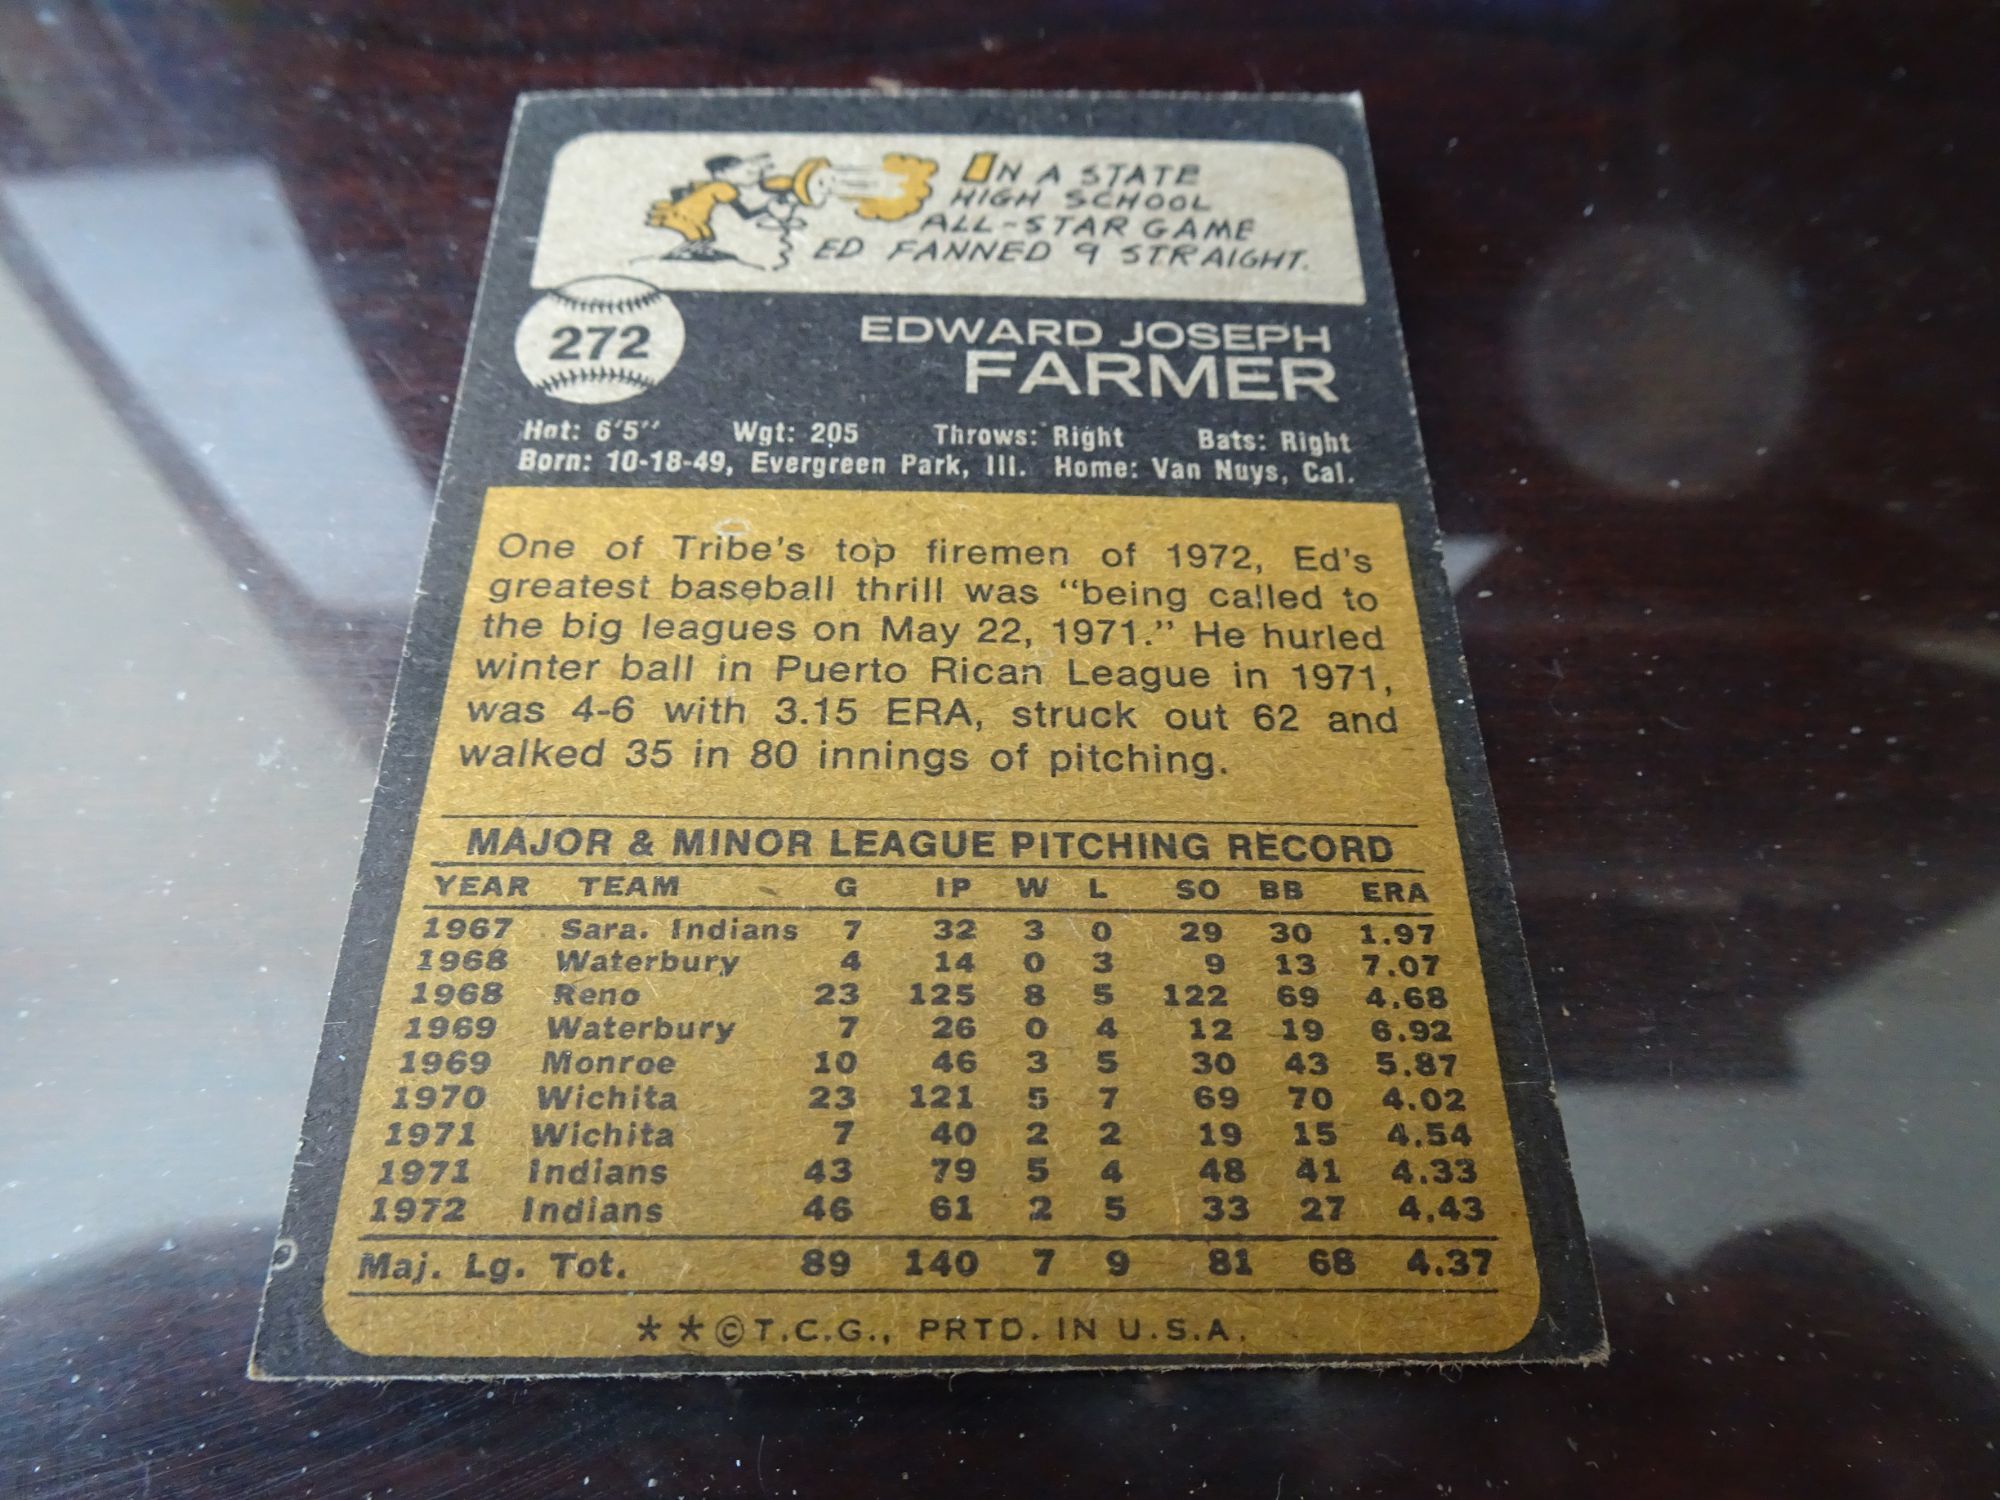 IN A STATE
HIGH SCHOOL
ALL-STAR GAME
ED FANNED 9 STRAIGHT.
272
EDWARD JOSEPH
FARMER
Hgt: 6'5" Wgt: 205 Throws: Right Bats: Right
Born: 10-18-49, Evergreen Park, Ill. Home: Van Nuys, Cal.
One of Tribe's top firemen of 1972, Ed's
greatest baseball thrill was "being called to
the big leagues on May 22, 1971." He hurled
winter ball in Puerto Rican League in 1971,
was 4-6 with 3.15 ERA, struck out 62 and
walked 35 in 80 innings of pitching.
MAJOR & MINOR LEAGUE PITCHING RECORD
YEAR TEAM G IP W L SO BB ERA
1967 Sara. Indians 7 32 3 0 29 30 1.97
1968 Waterbury 4 14 0 3 9 13 7.07
1968 Reno 23 125 8 5 122 69 4.68
1969 Waterbury 7 26 0 4 12 19 6.92
1969 Monroe 10 46 3 5 30 43 5.87
1970 Wichita 23 121 5 7 69 70 4.02
1971 Wichita 7 40 2 2 19 15 4.54
1971 Indians 43 79 5 4 48 41 4.33
1972 Indians 46 61 2 5 33 27 4.43
Maj. Lg. Tot. 89 140 7 9 81 68 4.37
**©T.C.G., PRTD. IN U.S.A.